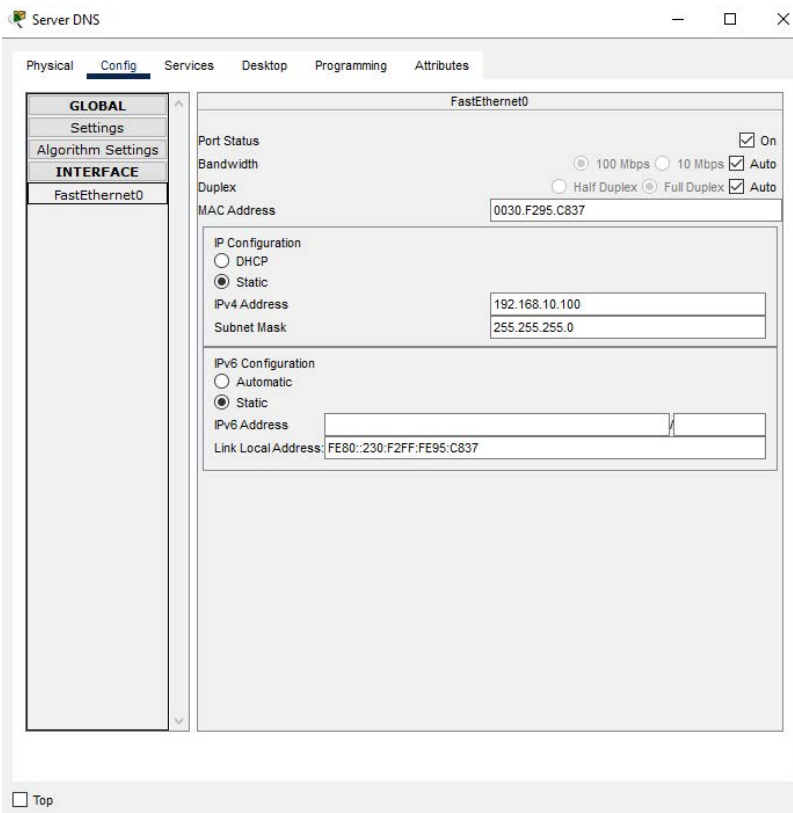 Server DNS
Physical Config Services Desktop Programming Attributes
GLOBAL
Settings
Algorithm Settings
INTERFACE
FastEthernet0
FastEthernet0
Port Status On
Bandwidth 100 Mbps 10 Mbps Auto
Duplex Half Duplex Full Duplex Auto
MAC Address 0030.F295.C837
IP Configuration
DHCP
Static
IPv4 Address 192.168.10.100
Subnet Mask 255.255.255.0
IPv6 Configuration
Automatic
Static
IPv6 Address /
Link Local Address: FE80::230:F2FF:FE95:C837
Top